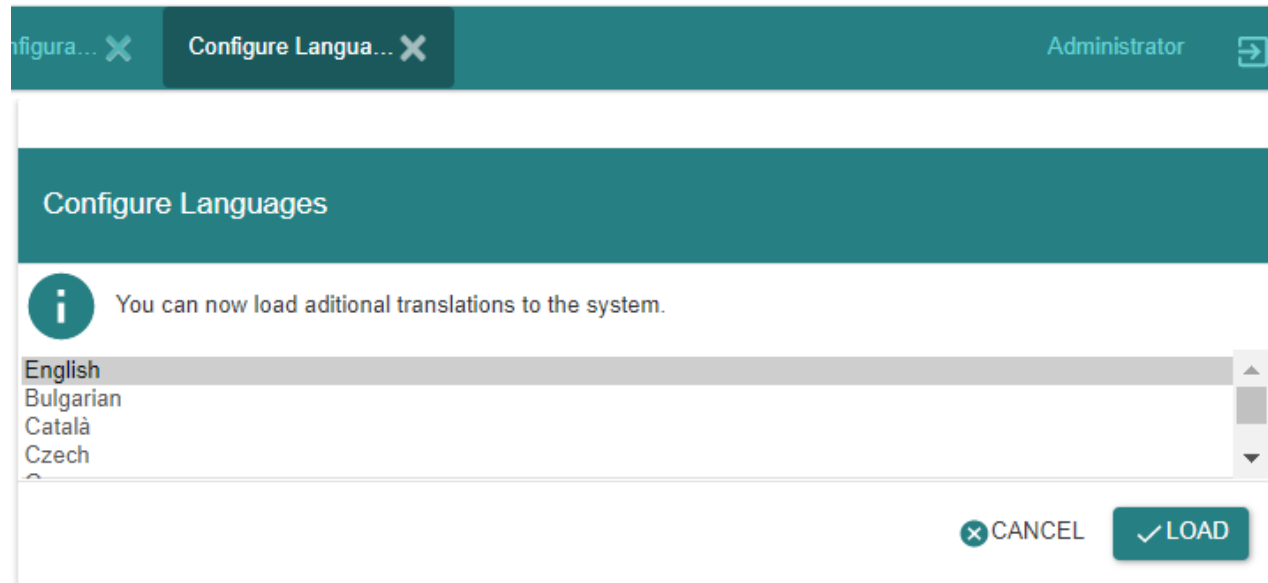 nfigura...
Configure Langua...
Administrator
Configure Languages
You can now load aditional translations to the system.
English
Bulgarian
Català
Czech
CANCEL
LOAD